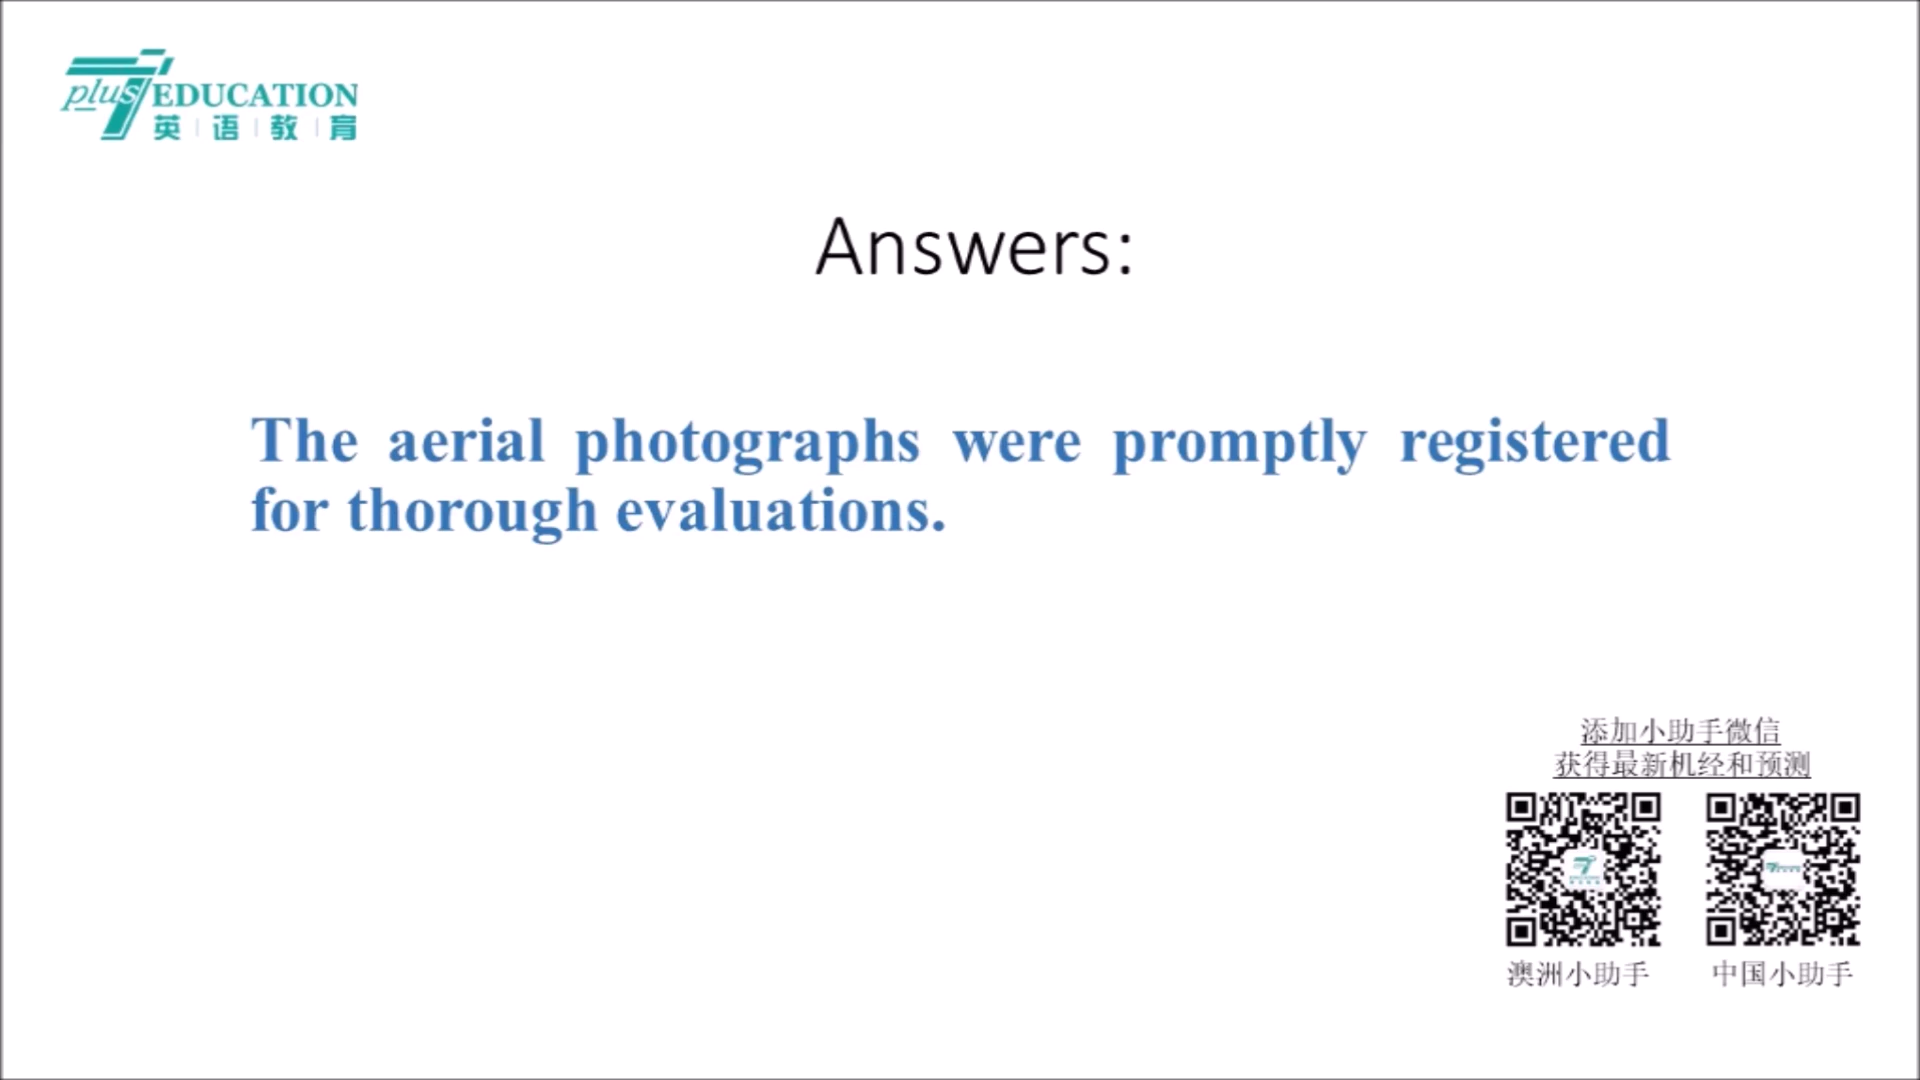 plus 7 EDUCATION
英 语 教 育
Answers:
The aerial photographs were promptly registered
for thorough evaluations.
添加小助手微信
获得最新机经和预测
澳洲小助手 中国小助手